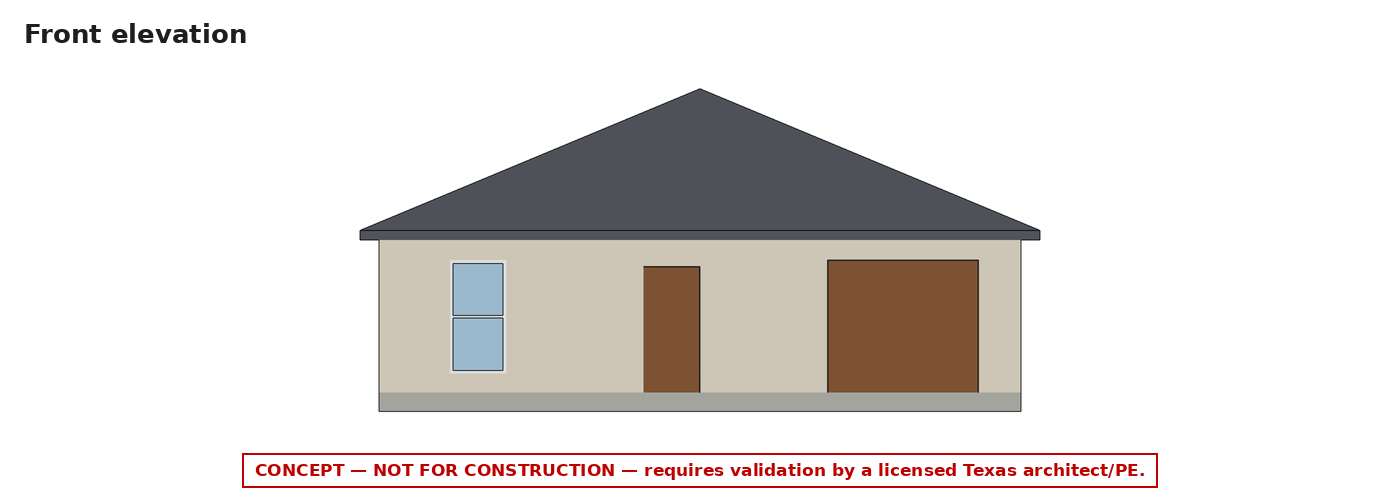 Front elevation
CONCEPT — NOT FOR CONSTRUCTION — requires validation by a licensed Texas architect/PE.